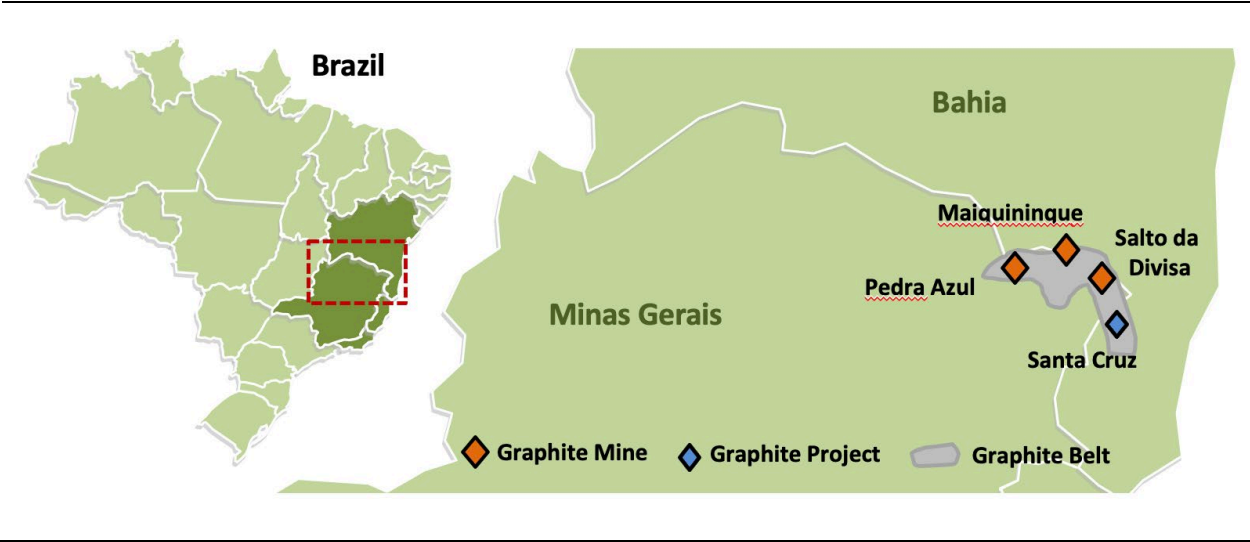 Brazil
Bahia
Maiquininque
Salto da
Divisa
Pedra Azul
Minas Gerais
Santa Cruz
Graphite Mine
Graphite Project
Graphite Belt